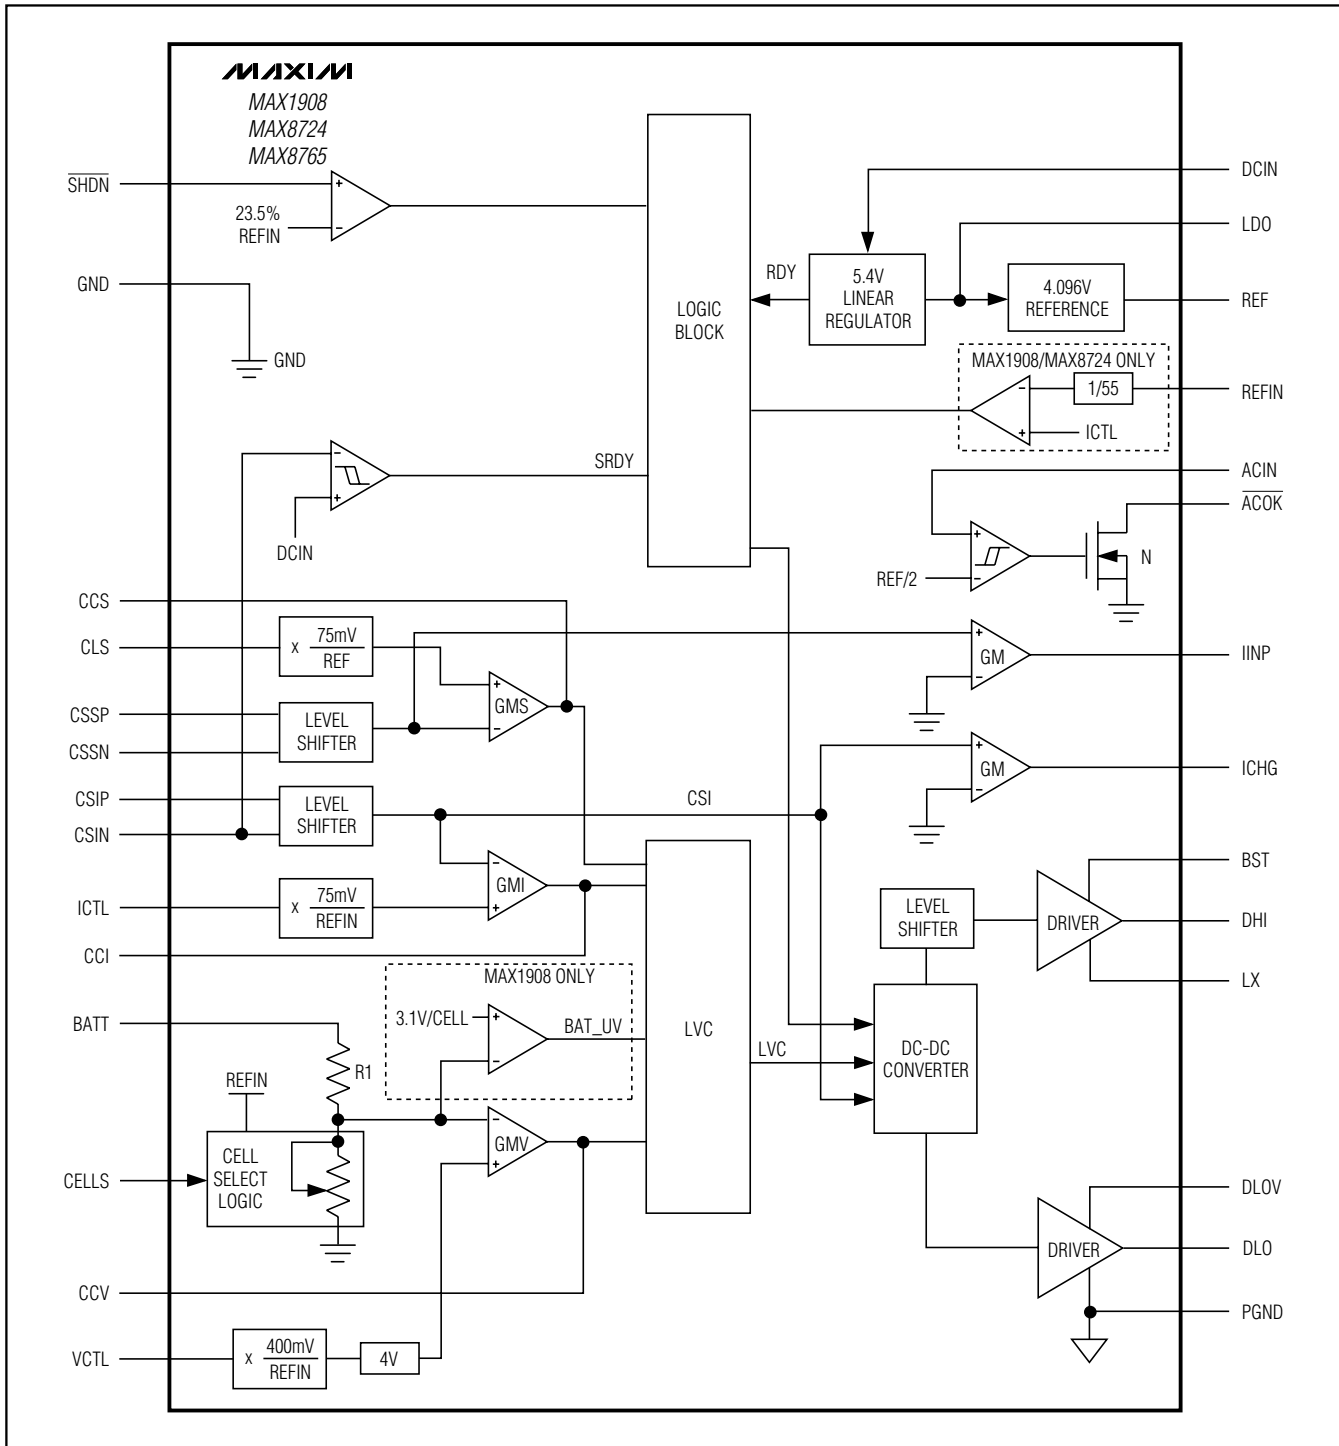 MAXIM
MAX1908
MAX8724
MAX8765
SHDN
+
23.5%
REFIN
-
GND
GND
-
+
SRDY
DCIN
LOGIC
BLOCK
RDY
5.4V
LINEAR
REGULATOR
4.096V
REFERENCE
DCIN
LDO
REF
MAX1908/MAX8724 ONLY
-
1/55
+
ICTL
REFIN
ACIN
ACOK
+
REF/2
-
N
CCS
CLS
x
75mV
REF
+
GMS
-
CSSP
CSSN
LEVEL
SHIFTER
+
GM
-
IINP
CSIP
CSIN
LEVEL
SHIFTER
CSI
+
GM
-
ICHG
-
GMI
+
ICTL
x
75mV
REFIN
CCI
BATT
MAX1908 ONLY
3.1V/CELL
+
-
BAT_UV
R1
REFIN
CELL
SELECT
LOGIC
CELLS
-
GMV
+
LVC
LVC
LEVEL
SHIFTER
DC-DC
CONVERTER
DRIVER
BST
DHI
LX
DRIVER
DLOV
DLO
PGND
CCV
VCTL
x
400mV
REFIN
4V